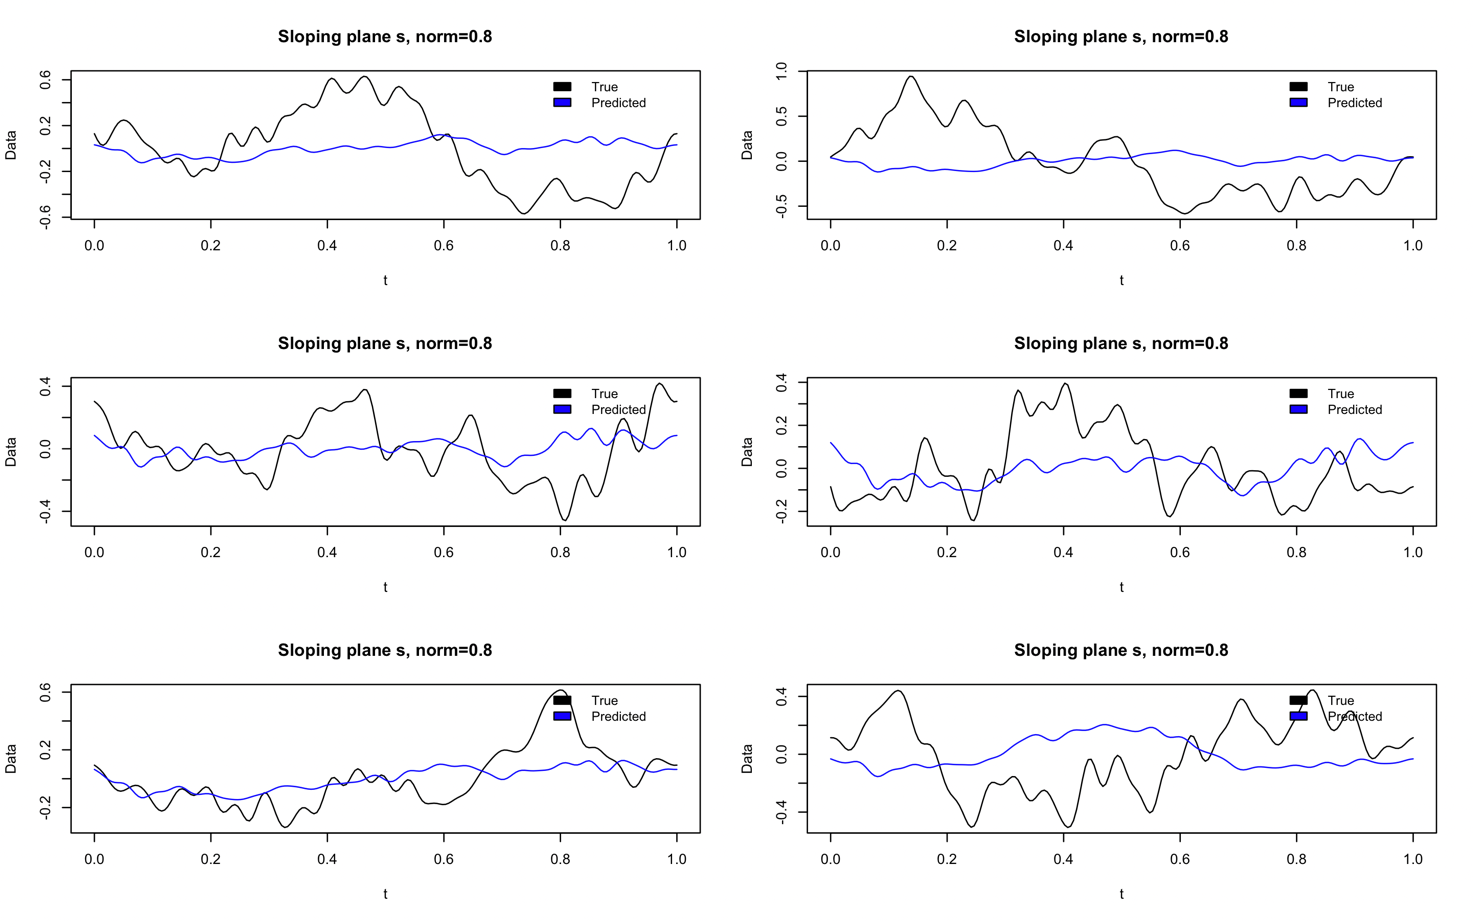 Sloping plane s, norm=0.8
Data
0.6
0.2
-0.2
-0.6
True
Predicted
0.0 0.2 0.4 0.6 0.8 1.0
t
Sloping plane s, norm=0.8
Data
1.0
0.5
0.0
-0.5
True
Predicted
0.0 0.2 0.4 0.6 0.8 1.0
t
Sloping plane s, norm=0.8
Data
0.4
0.0
-0.4
True
Predicted
0.0 0.2 0.4 0.6 0.8 1.0
t
Sloping plane s, norm=0.8
Data
0.4
0.2
0.0
-0.2
True
Predicted
0.0 0.2 0.4 0.6 0.8 1.0
t
Sloping plane s, norm=0.8
Data
0.6
0.2
-0.2
True
Predicted
0.0 0.2 0.4 0.6 0.8 1.0
t
Sloping plane s, norm=0.8
Data
0.4
0.0
-0.4
True
Predicted
0.0 0.2 0.4 0.6 0.8 1.0
t